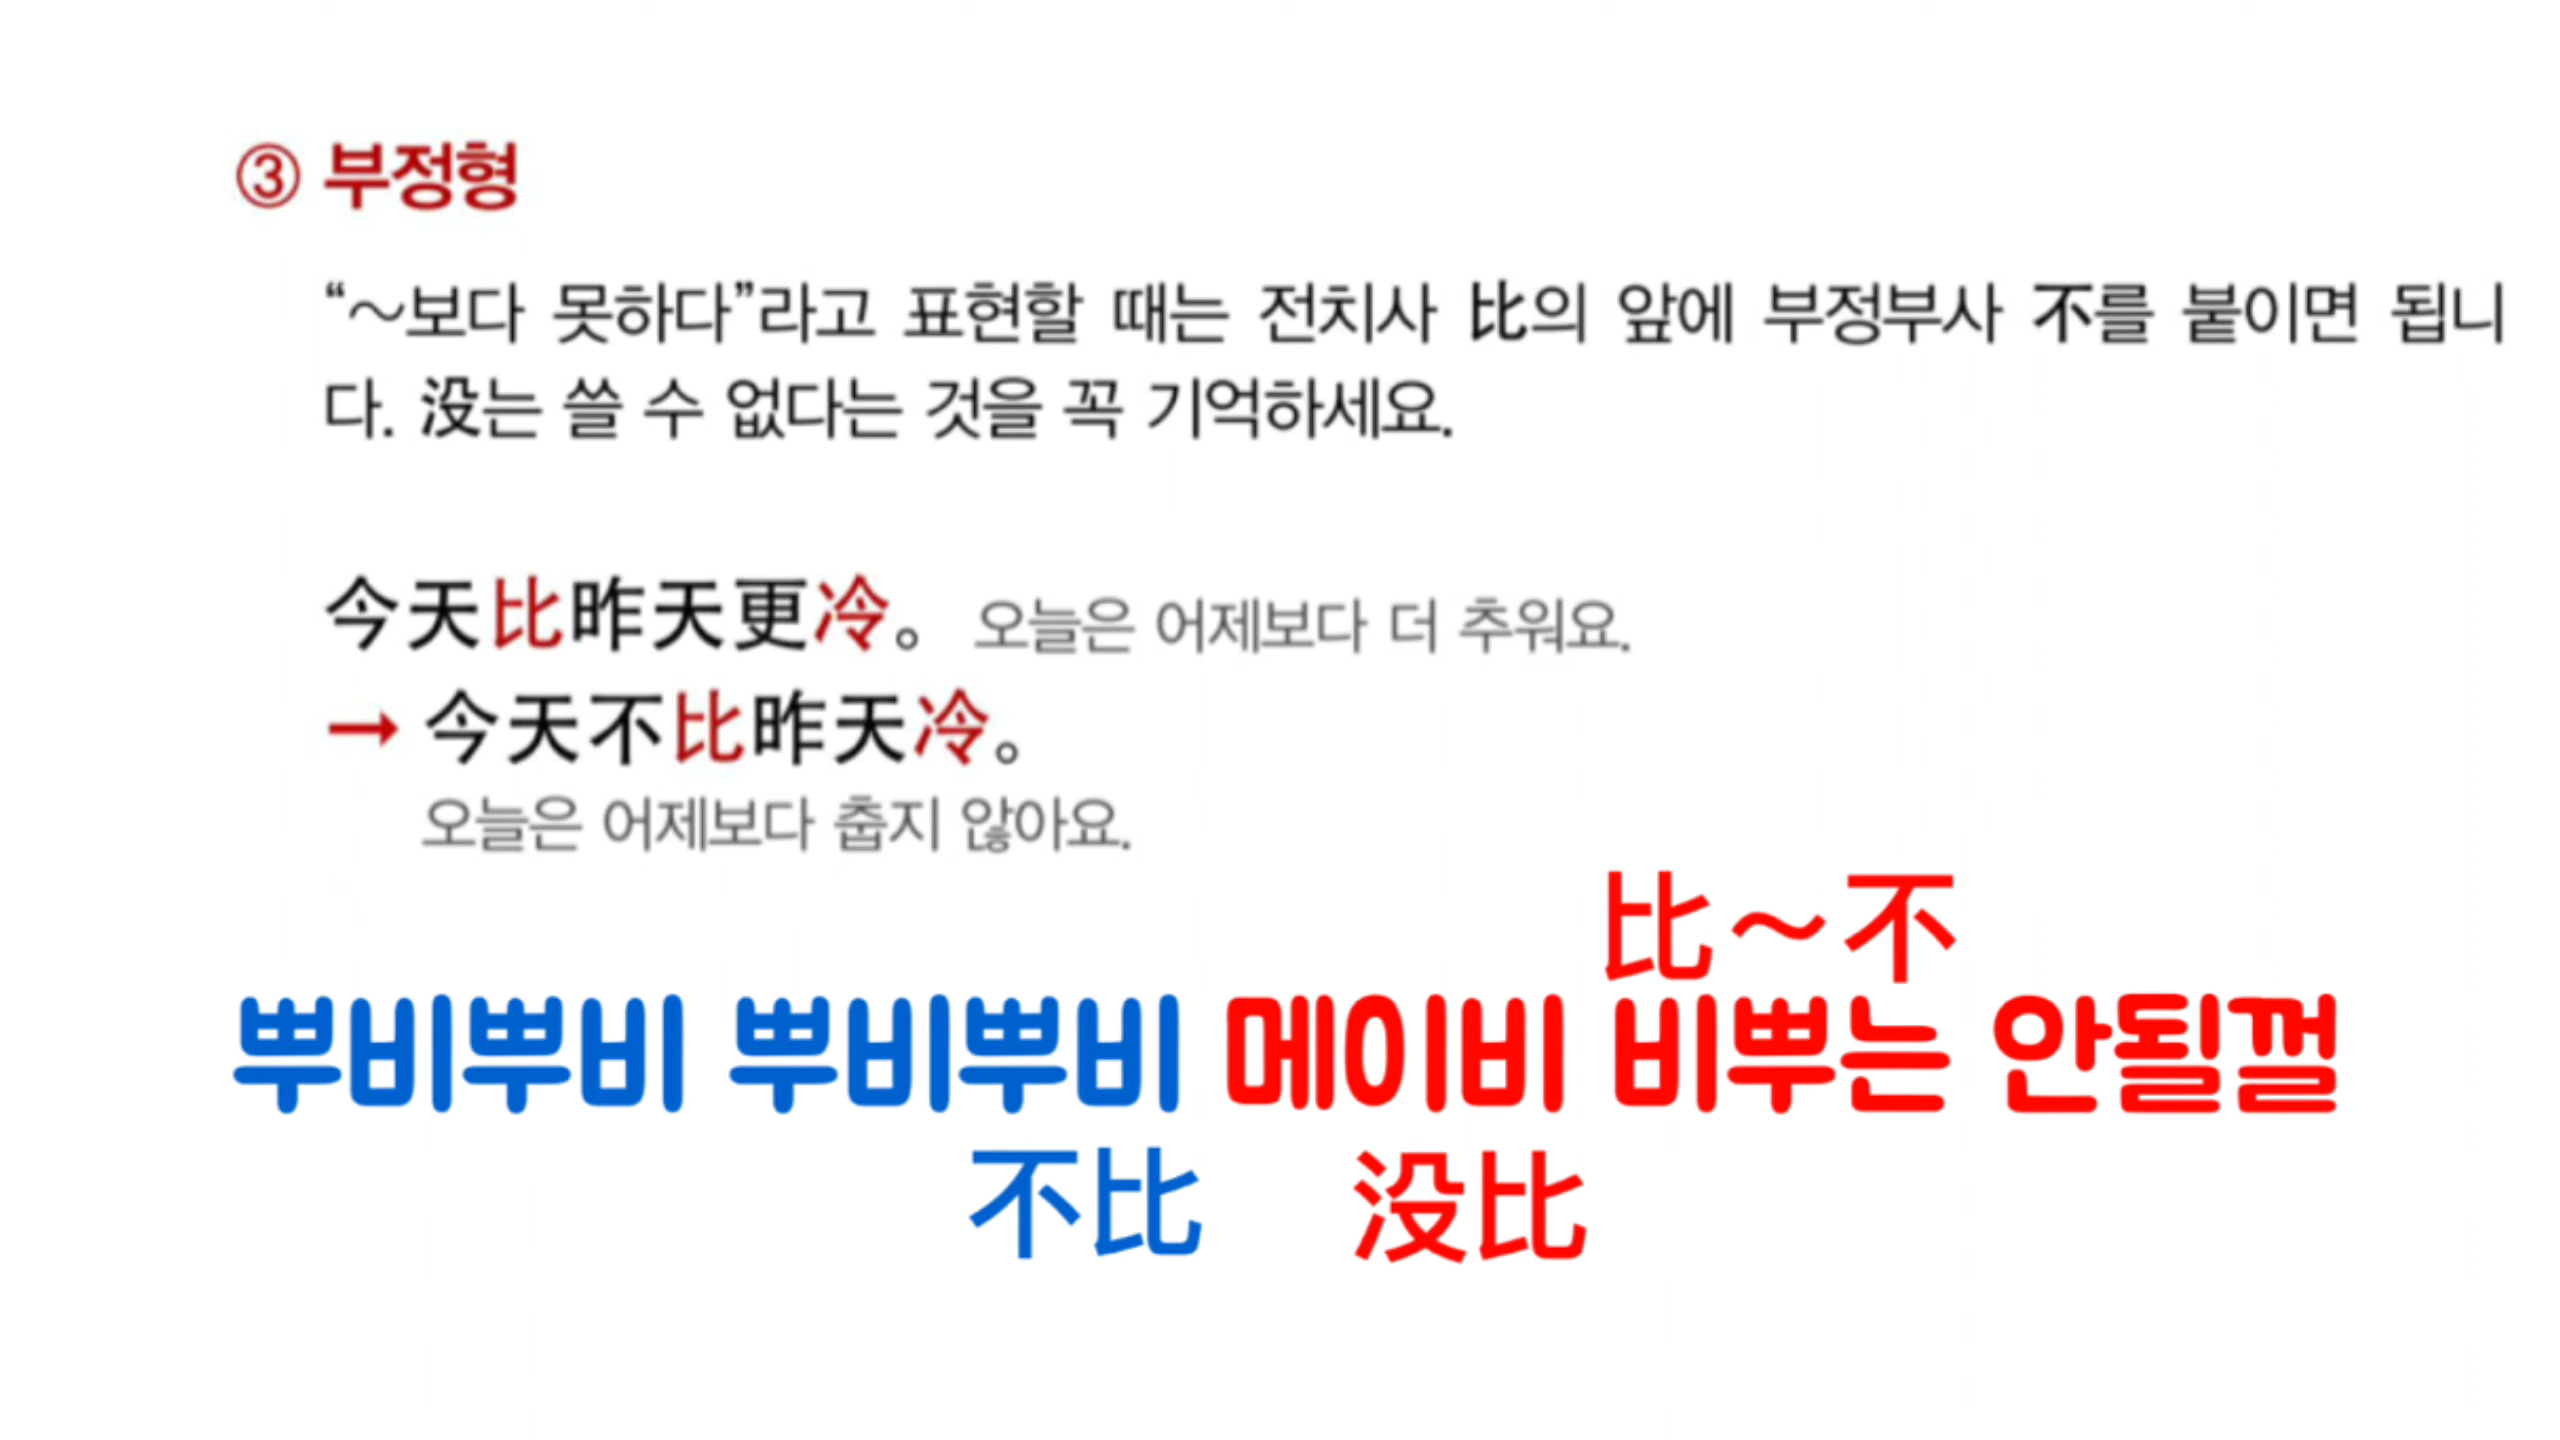 ③ 부정형
“~보다 못하다”라고 표현할 때는 전치사 比의 앞에 부정부사 不를 붙이면 됩니
다. 没는 쓸 수 없다는 것을 꼭 기억하세요.
今天比昨天更冷。 오늘은 어제보다 더 추워요.
→ 今天不比昨天冷。
오늘은 어제보다 춥지 않아요.
比~不
뿌비뿌비 뿌비뿌비 메이비 비뿌는 안될껄
不比 没比